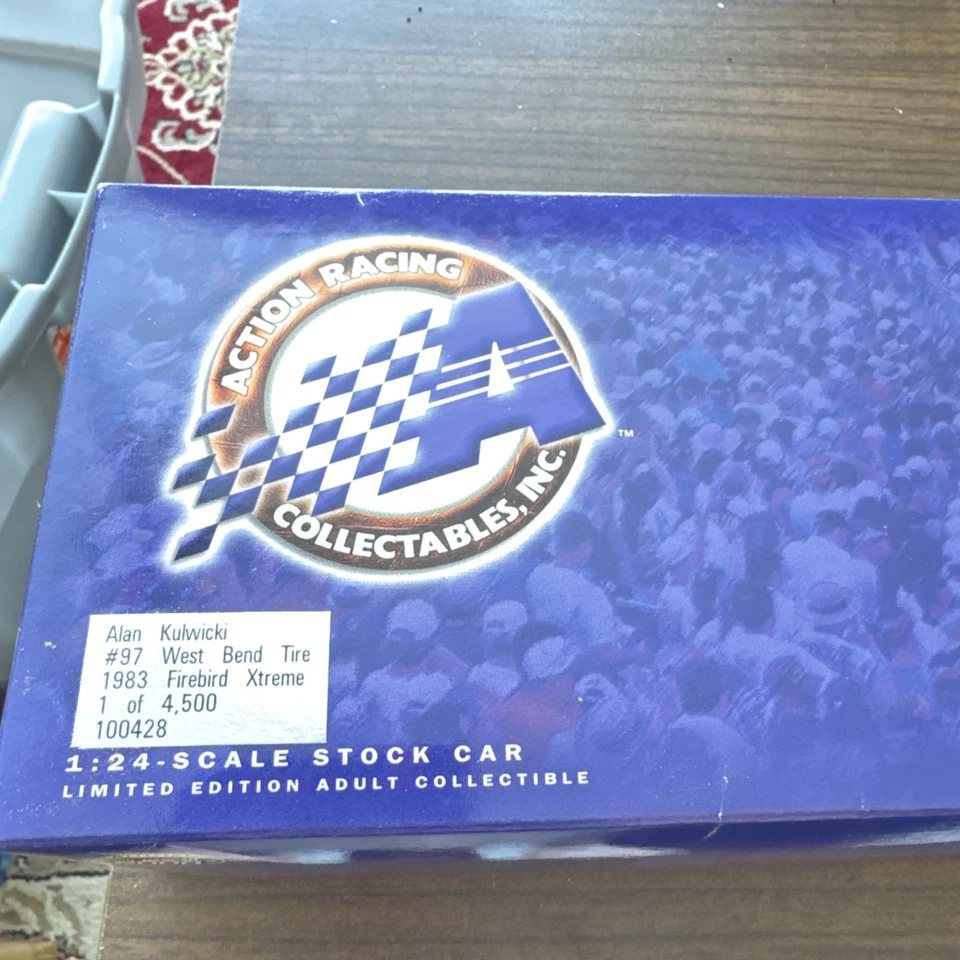 ACTION RACING
A
™
COLLECTABLES, INC.
Alan Kulwicki
#97 West Bend Tire
1983 Firebird Xtreme
1 of 4,500
100428
1:24-SCALE STOCK CAR
LIMITED EDITION ADULT COLLECTIBLE